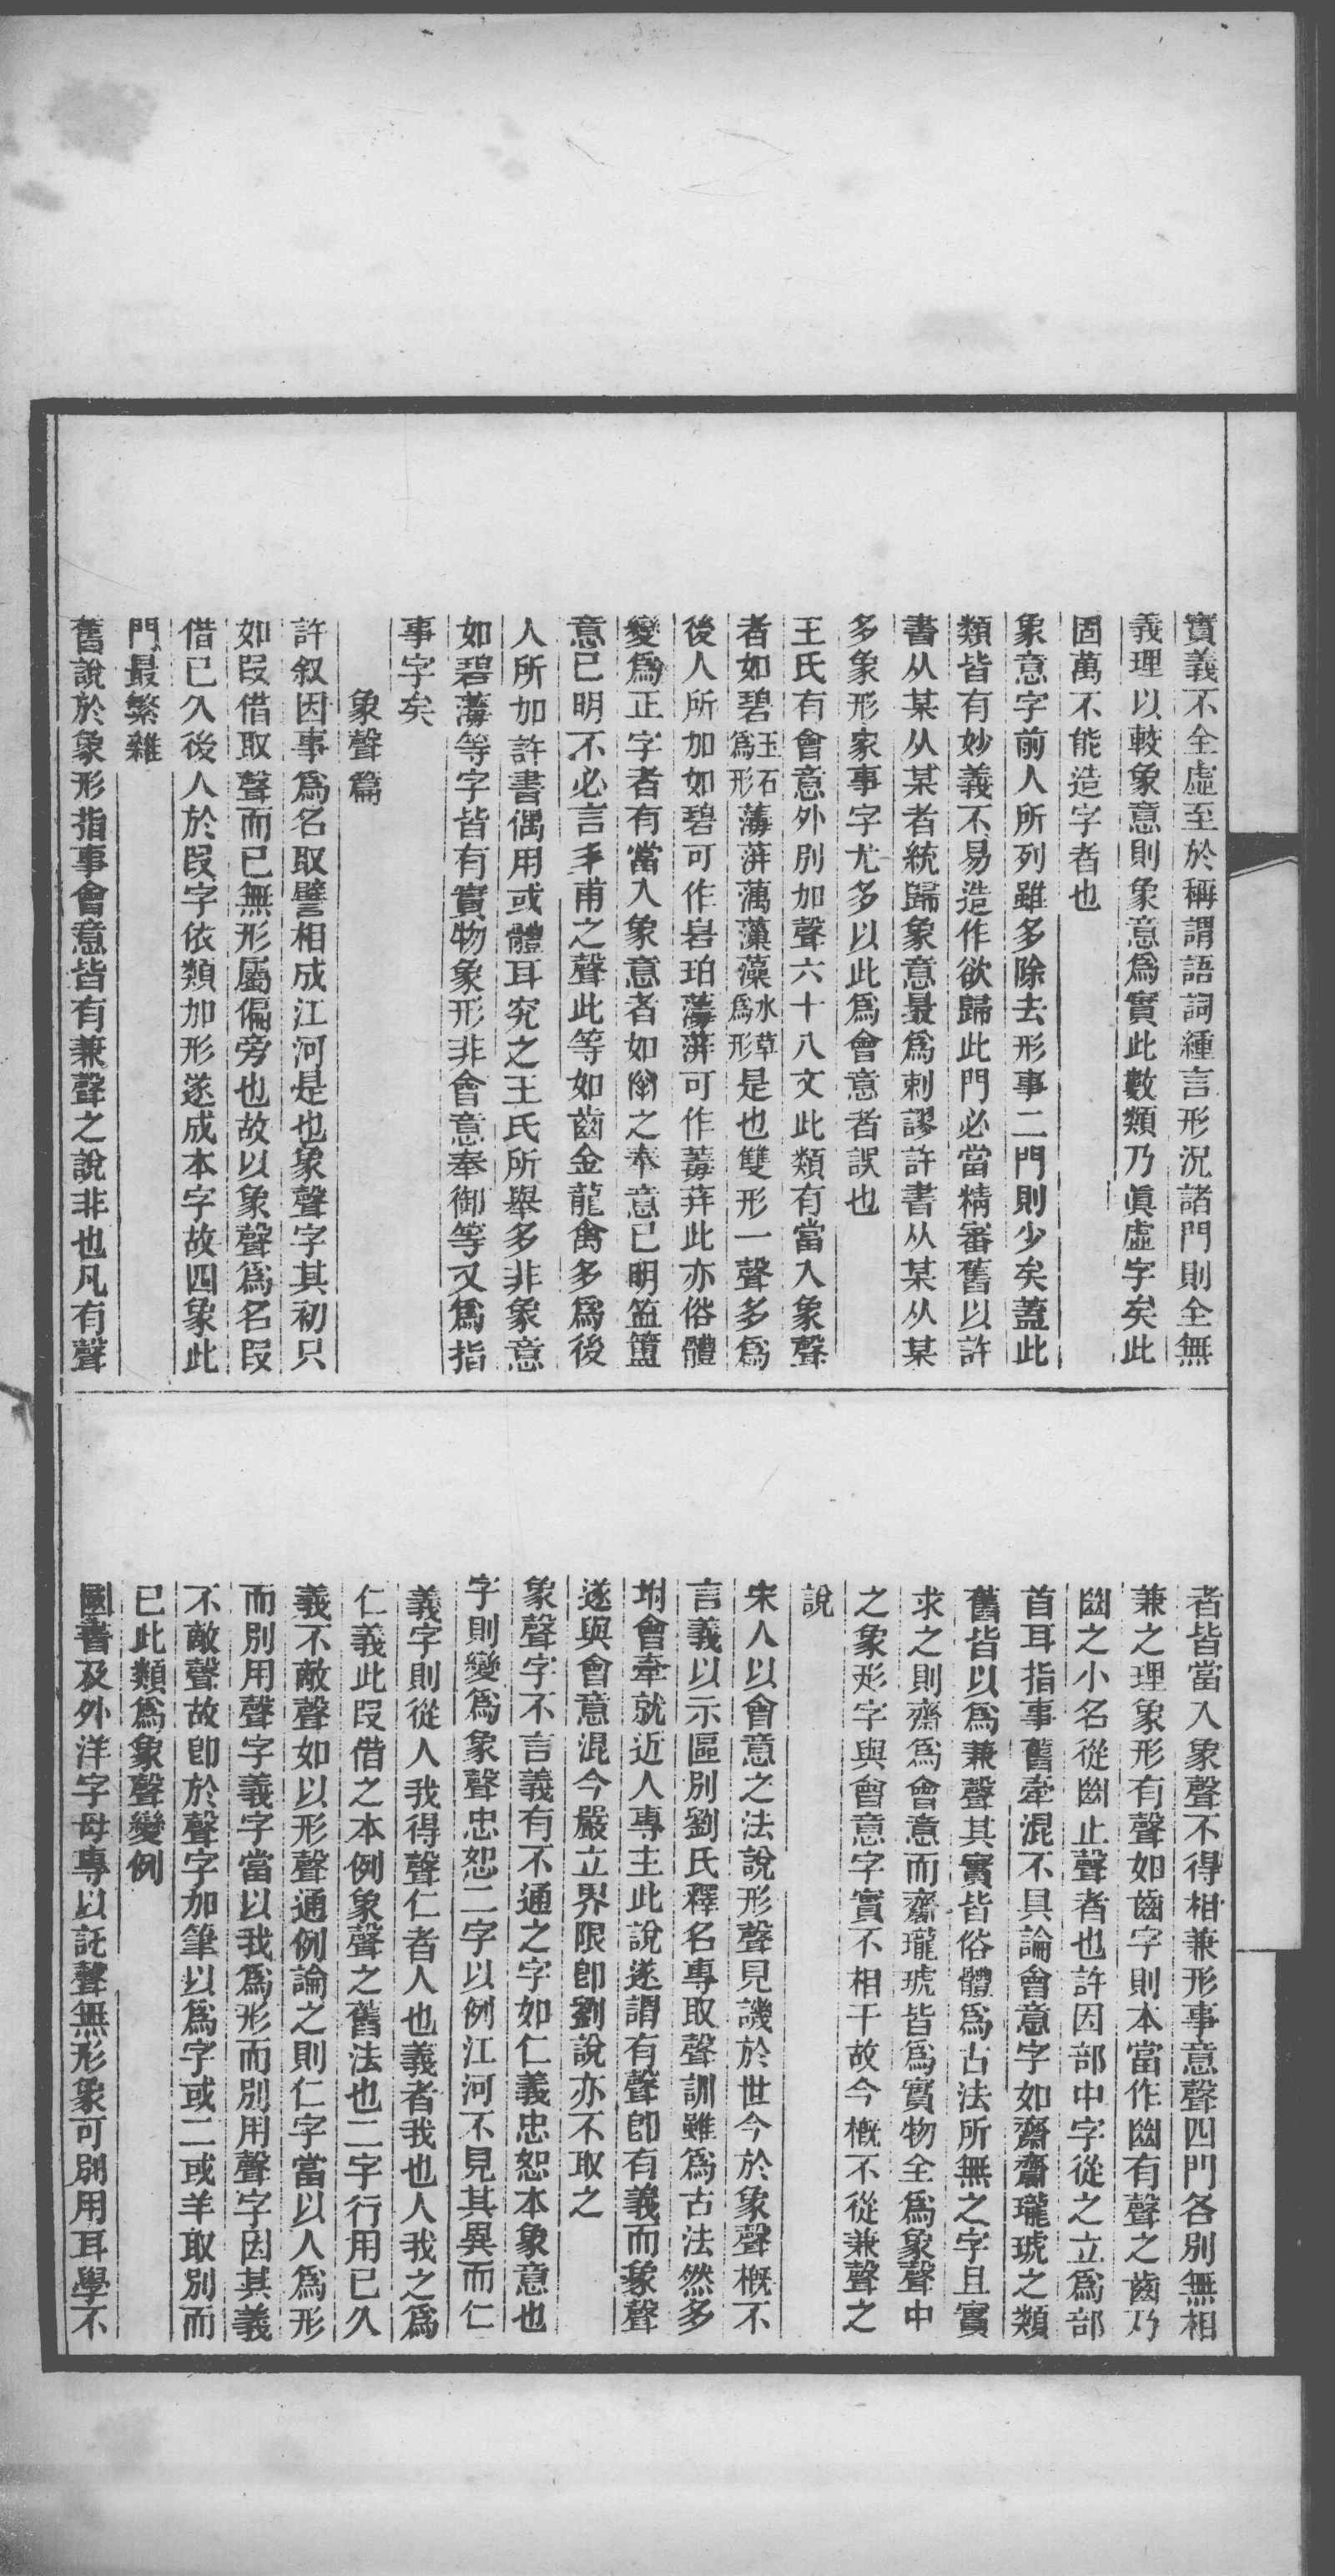 實義不全虛至於稱謂語詞緟言形況諸門則全無
義理以較象意則象意爲實此數類乃眞虛字矣此
固萬不能造字者也
象意字前人所列雖多除去形事二門則少矣蓋此
類皆有妙義不易造作欲歸此門必當精審舊以許
書从某从某者統歸象意最爲剌謬許書从某从某
多象形家事字尤多以此爲會意者誤也
王氏有會意外別加聲六十八文此類有當入象聲
者如碧玉石爲形薄蓱蕅薻藻水草爲形是也雙形一聲多爲
後人所加如碧可作砶珀薄蓱可作可作荓此亦俗體
變爲正字者有當入象意者如之奉意已明簠
意已明不必言丯甫之聲此等如齒金龍禽多爲後
人所加許書偶用或體耳究之王氏所舉多非象意
如碧薄等字皆有實物象形非會意奉御等又爲指
事字矣
象聲篇
許叙因事爲名取譬相成江河是也象聲字其初只
如叚借取聲而已無形屬偏旁也故以象聲爲名叚
借已久後人於叚字依類加形遂成本字故四象此
門最繁雜
舊說於象形指事會意皆有兼聲之說非也凡有聲
者皆當入象聲不得相兼形事意聲四門各別無相
兼之理象形有聲如齒字則本當作𠚕有聲之齒乃
𠚕之小名從𠚕止聲者也許因部中字從之立爲部
首耳指事舊牽混不具論會意字如齋齏瓏琥之類
舊皆以爲兼聲其實皆俗體爲古法所無之字且實
求之則齋爲會意而齏瓏琥皆爲實物全爲象聲中
之象形字與會意字實不相干故今概不從兼聲之
說
宋人以會意之法說形聲見譏於世今於象聲概不
言義以示區別劉氏釋名專取聲訓雖爲古法然多
坿會牽就近人專主此說遂謂有聲卽有義而象聲
遂與會意混今嚴立界限卽劉說亦不取之
象聲字不言義有不通之字如仁義忠恕本象意也
字則變爲象聲忠恕二字以例江河不見其異而仁
義字則從人我得聲仁者人也義者我也人我之爲
仁義此叚借之本例象聲之舊法也二字行用已久
義不敵聲如以形聲通例論之則仁字當以人爲形
而別用聲字義字當以我爲形而別用聲字因其義
不敵聲故卽於聲字加筆以爲字或二或羊取別而
已此類爲象聲變例
國書及外洋字母專以託聲無形象可別用耳學不